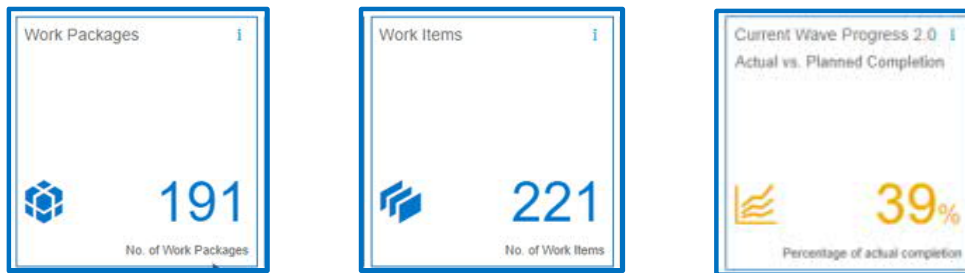 Work Packages i
191
No. of Work Packages
Work Items i
221
No. of Work Items
Current Wave Progress 2.0 i
Actual vs. Planned Completion
39%
Percentage of actual completion